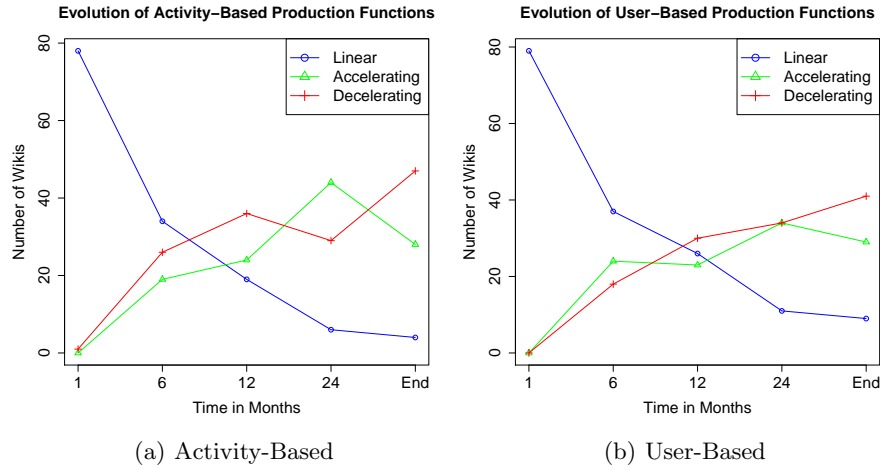 Evolution of Activity−Based Production Functions
80
60
40
20
0
Number of Wikis
Linear
Accelerating
Decelerating
1 6 12 24 End
Time in Months
(a) Activity-Based
Evolution of User−Based Production Functions
80
60
40
20
0
Number of Wikis
Linear
Accelerating
Decelerating
1 6 12 24 End
Time in Months
(b) User-Based